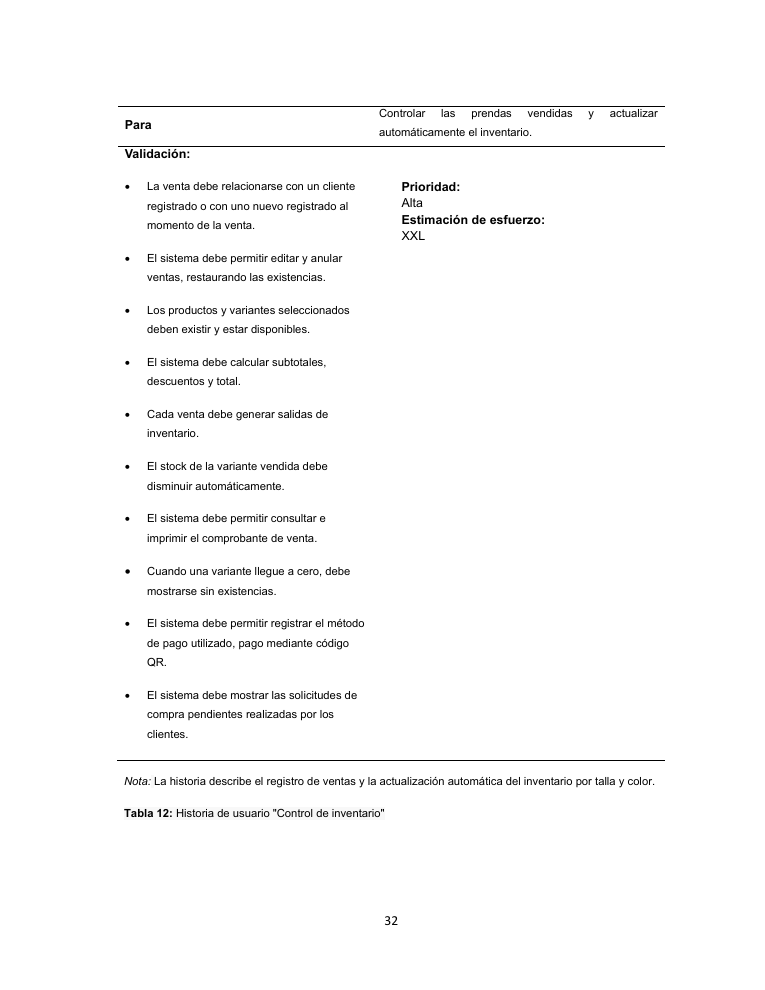 Para
Controlar las prendas vendidas y actualizar
automáticamente el inventario.
Validación:
• La venta debe relacionarse con un cliente
registrado o con uno nuevo registrado al
momento de la venta.
• El sistema debe permitir editar y anular
ventas, restaurando las existencias.
• Los productos y variantes seleccionados
deben existir y estar disponibles.
• El sistema debe calcular subtotales,
descuentos y total.
• Cada venta debe generar salidas de
inventario.
• El stock de la variante vendida debe
disminuir automáticamente.
• El sistema debe permitir consultar e
imprimir el comprobante de venta.
• Cuando una variante llegue a cero, debe
mostrarse sin existencias.
• El sistema debe permitir registrar el método
de pago utilizado, pago mediante código
QR.
• El sistema debe mostrar las solicitudes de
compra pendientes realizadas por los
clientes.
Prioridad:
Alta
Estimación de esfuerzo:
XXL
Nota: La historia describe el registro de ventas y la actualización automática del inventario por talla y color.
Tabla 12: Historia de usuario "Control de inventario"
32